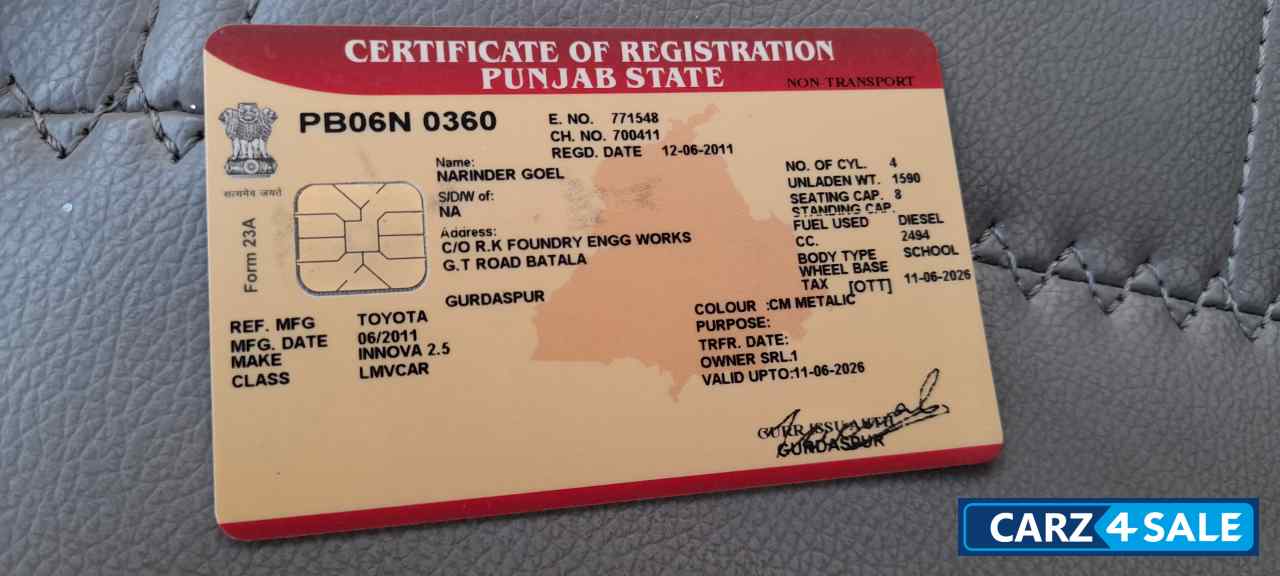 CERTIFICATE OF REGISTRATION
PUNJAB STATE
NON TRANSPORT
PB06N 0360
E. NO. 771548
CH. NO. 700411
REGD. DATE 12-06-2011
सत्यमेव जयते
Form 23A
Name:
NARINDER GOEL
S/D/W of:
NA
Address:
C/O R.K FOUNDRY ENGG WORKS
G.T ROAD BATALA
GURDASPUR
NO. OF CYL. 4
UNLADEN WT. 1590
SEATING CAP. 8
STANDING CAP.
FUEL USED DIESEL
CC. 2494
BODY TYPE SCHOOL
WHEEL BASE
TAX [OTT] 11-06-2026
REF. MFG TOYOTA
MFG. DATE 06/2011
MAKE INNOVA 2.5
CLASS LMVCAR
COLOUR :CM METALIC
PURPOSE:
TRFR. DATE:
OWNER SRL.1
VALID UPTO:11-06-2026
GURDASPUR
CARZ4SALE